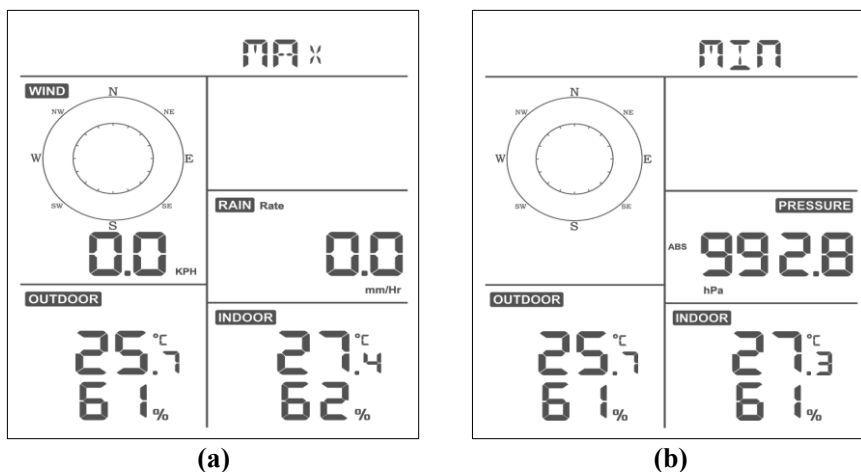 MAX
WIND
N
NW
NE
W
E
SW
SE
S
0.0 KPH
RAIN Rate
0.0
mm/Hr
OUTDOOR
25.7 °C
61%
INDOOR
27.4 °C
62%
(a)
MIN
N
NW
NE
W
E
SW
SE
S
PRESSURE
ABS 992.8
hPa
OUTDOOR
25.7 °C
61%
INDOOR
27.3 °C
61%
(b)